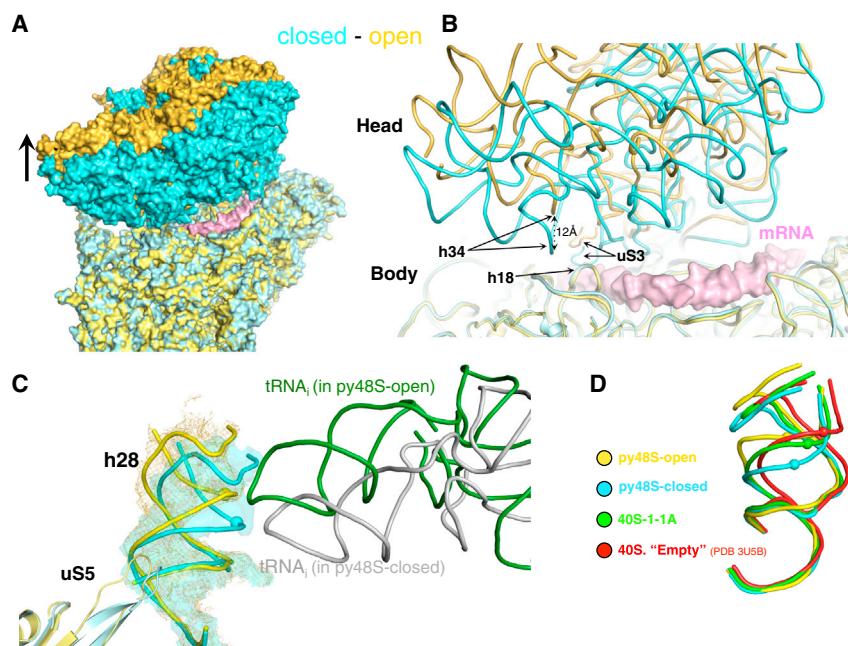 A
closed - open
B
Head
12Å
h34
uS3
mRNA
Body
h18
C
tRNAi (in py48S-open)
h28
uS5
tRNAi (in py48S-closed)
D
py48S-open
py48S-closed
40S-1-1A
40S. “Empty” (PDB 3U5B)